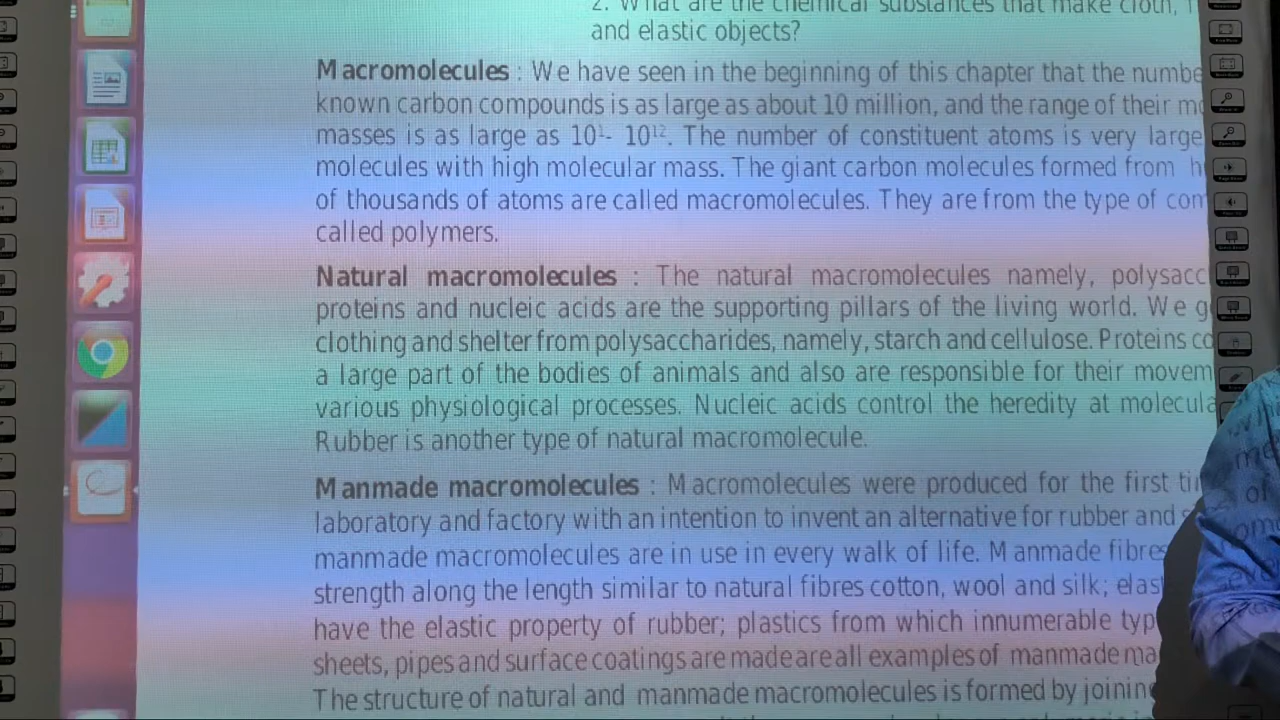 2. What are the chemical substances that make cloth,
and elastic objects?
Macromolecules : We have seen in the beginning of this chapter that the
known carbon compounds is as large as about 10 million, and the range of their
masses is as large as 10¹- 10¹². The number of constituent atoms is very large
molecules with high molecular mass. The giant carbon molecules formed from
of thousands of atoms are called macromolecules. They are from the type of
called polymers.
Natural macromolecules : The natural macromolecules namely,
proteins and nucleic acids are the supporting pillars of the living world. We
clothing and shelter from polysaccharides, namely, starch and cellulose. Proteins
a large part of the bodies of animals and also are responsible for their
various physiological processes. Nucleic acids control the heredity at
Rubber is another type of natural macromolecule.
Manmade macromolecules : Macromolecules were produced for the first
laboratory and factory with an intention to invent an alternative for rubber and
manmade macromolecules are in use in every walk of life. Manmade fibres
strength along the length similar to natural fibres cotton, wool and silk;
have the elastic property of rubber; plastics from which innumerable
sheets, pipes and surface coatings are made are all examples of manmade
The structure of natural and manmade macromolecules is formed by joining